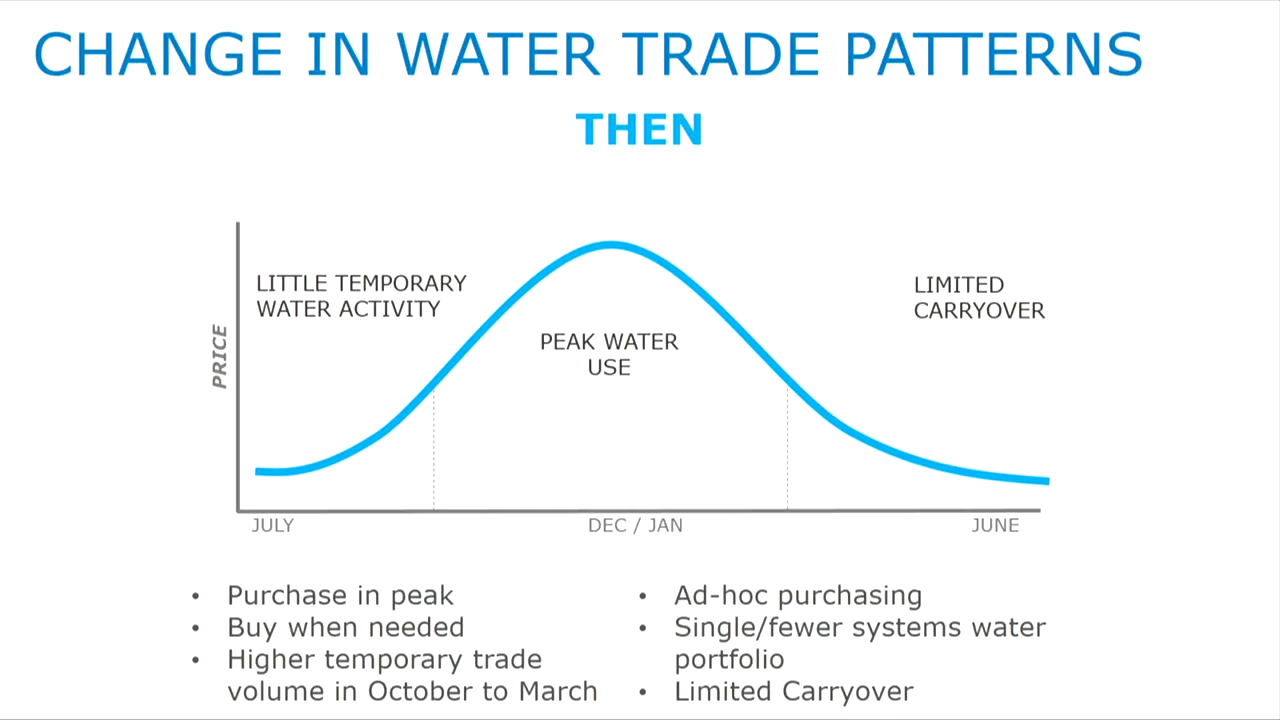 CHANGE IN WATER TRADE PATTERNS
THEN
LITTLE TEMPORARY
WATER ACTIVITY
LIMITED
CARRYOVER
PEAK WATER
USE
PRICE
JULY
DEC / JAN
JUNE
• Purchase in peak
• Buy when needed
• Higher temporary trade
volume in October to March
• Ad-hoc purchasing
• Single/fewer systems water
portfolio
• Limited Carryover